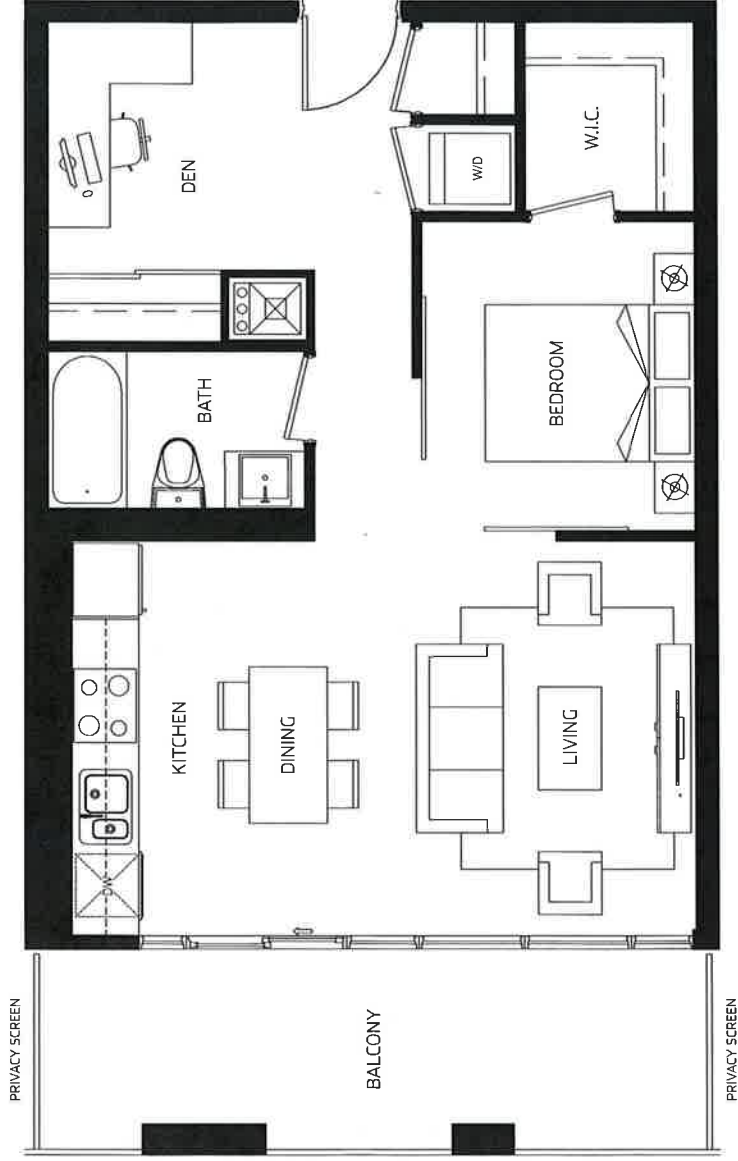 DEN
W/D
W.I.C.
BATH
BEDROOM
KITCHEN
DINING
LIVING
DW
BALCONY
PRIVACY SCREEN
PRIVACY SCREEN